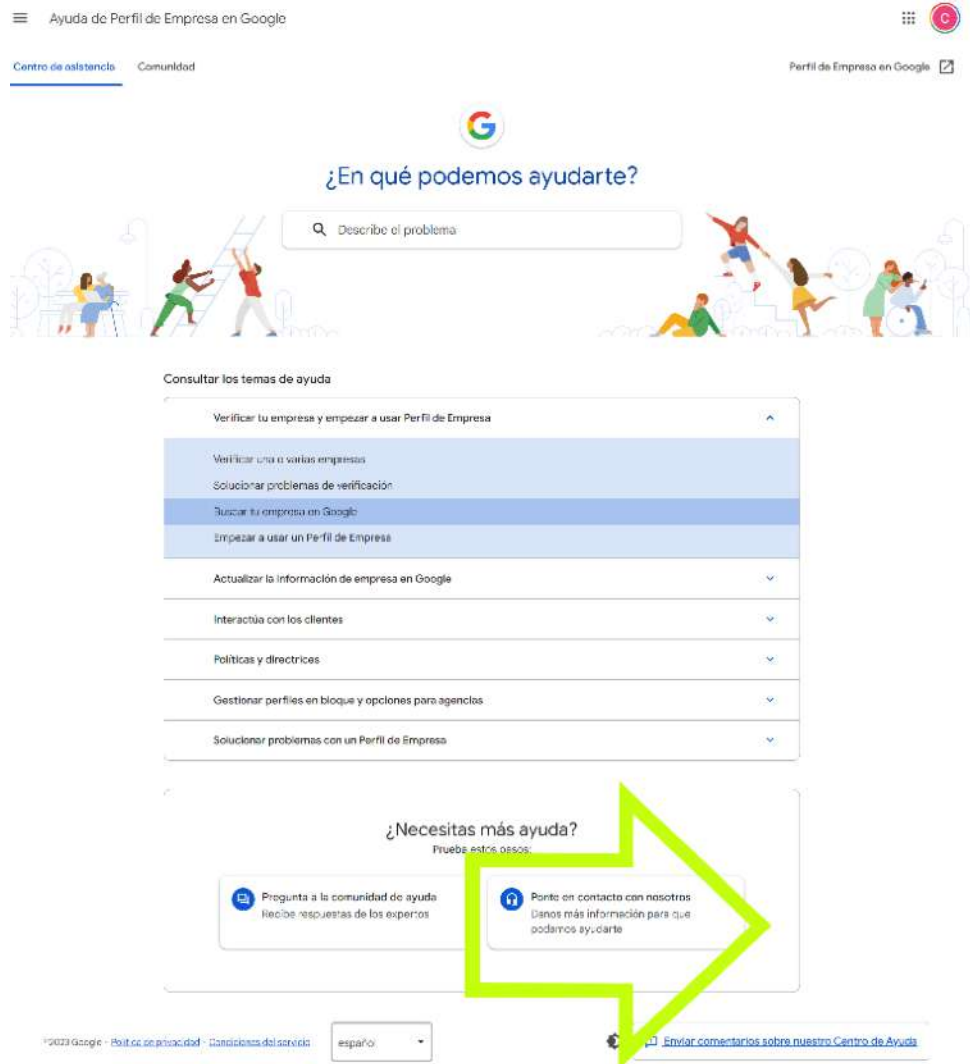 Ayuda de Perfil de Empresa en Google
C
Centro de asistencia Comunidad Perfil de Empresa en Google
¿En qué podemos ayudarte?
Describe el problema
Consultar los temas de ayuda
Verificar tu empresa y empezar a usar Perfil de Empresa
Verificar una o varias empresas
Solucionar problemas de verificación
Buscar tu empresa en Google
Empezar a usar un Perfil de Empresa
Actualizar la información de empresa en Google
Interactúa con los clientes
Políticas y directrices
Gestionar perfiles en bloque y opciones para agencias
Solucionar problemas con un Perfil de Empresa
¿Necesitas más ayuda?
Prueba estos pasos:
Pregunta a la comunidad de ayuda
Recibe respuestas de los expertos
Ponte en contacto con nosotros
Danos más información para que
podamos ayudarte
©2023 Google - Política de privacidad - Condiciones del servicio español Enviar comentarios sobre nuestro Centro de Ayuda